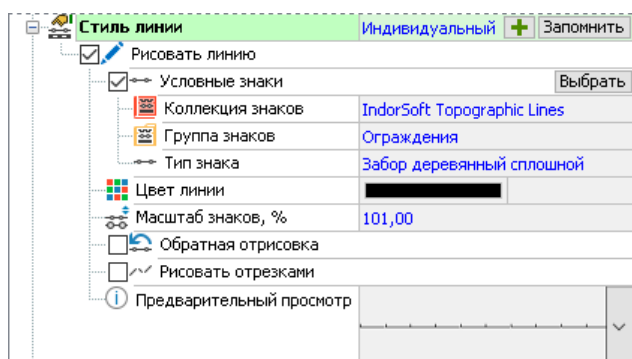 Стиль линии Индивидуальный Запомнить
Рисовать линию
Условные знаки Выбрать
Коллекция знаков IndorSoft Topographic Lines
Группа знаков Ограждения
Тип знака Забор деревянный сплошной
Цвет линии
Масштаб знаков, % 101,00
Обратная отрисовка
Рисовать отрезками
Предварительный просмотр